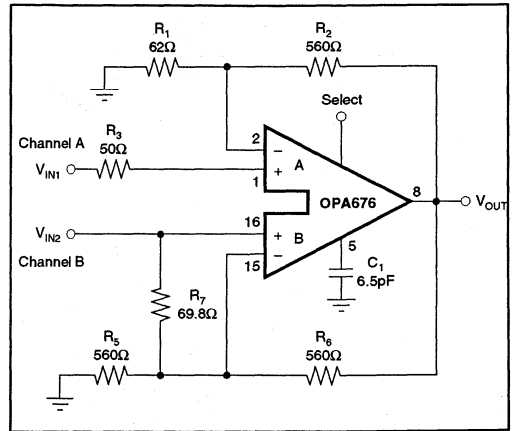 R1
62Ω
R2
560Ω
Select
Channel A
R3
50Ω
VIN1
2
−
A
+
1
OPA676
8
VOUT
VIN2
16
+
B
−
15
Channel B
5
C1
6.5pF
R7
69.8Ω
R5
560Ω
R6
560Ω